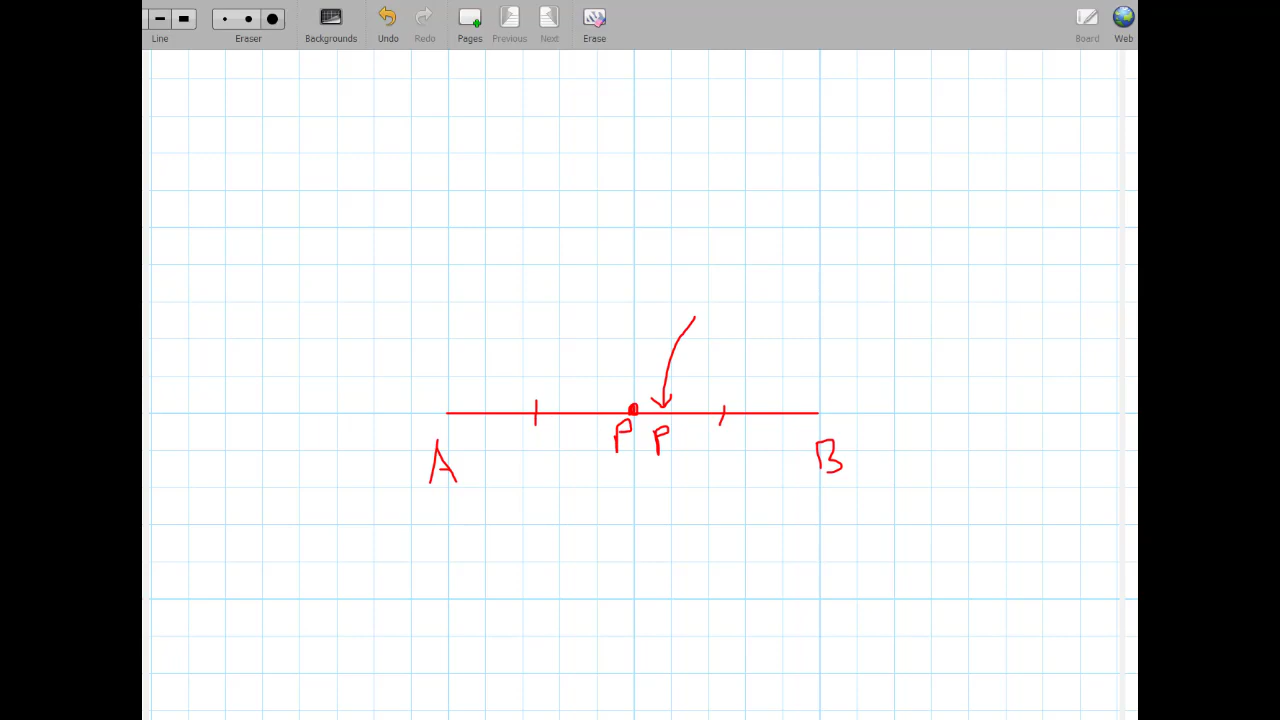 Line Eraser Backgrounds Undo Redo Pages Previous Next Erase Board Web
P P
A B